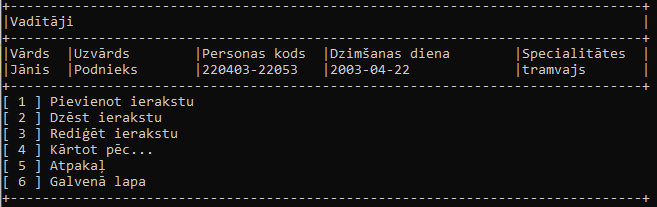 Vadītāji
Vārds Uzvārds Personas kods Dzimšanas diena Specialitātes
Jānis Podnieks 220403-22053 2003-04-22 tramvajs
[ 1 ] Pievienot ierakstu
[ 2 ] Dzēst ierakstu
[ 3 ] Rediģēt ierakstu
[ 4 ] Kārtot pēc...
[ 5 ] Atpakaļ
[ 6 ] Galvenā lapa